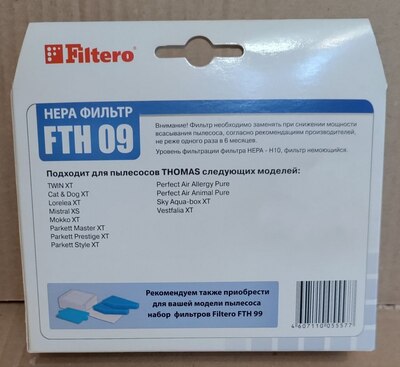 Filtero
HEPA ФИЛЬТР
FTH 09
Внимание! Фильтр необходимо заменять при снижении мощности
всасывания пылесоса, согласно рекомендациям производителей,
не реже одного раза в 6 месяцев.
Уровень фильтрации фильтра HEPA - H10, фильтр немоющийся.
Подходит для пылесосов THOMAS следующих моделей:
TWIN XT
Cat & Dog XT
Lorelea XT
Mistral XS
Mokko XT
Parkett Master XT
Parkett Prestige XT
Parkett Style XT
Perfect Air Allergy Pure
Perfect Air Animal Pure
Sky Aqua-box XT
Vestfalia XT
Рекомендуем также приобрести
для вашей модели пылесоса
набор фильтров Filtero FTH 99
4 607110 055577